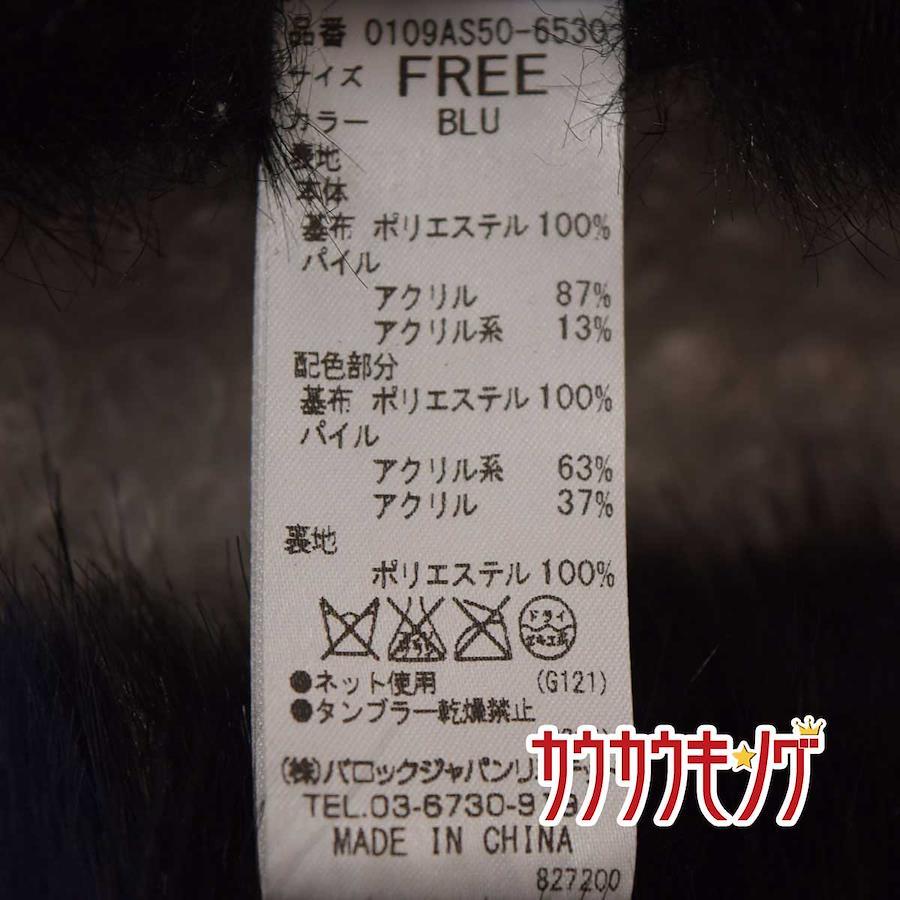 品番 0109AS50-6530
サイズ FREE
カラー BLU
表地
本体
基布 ポリエステル 100%
パイル
アクリル 87%
アクリル系 13%
配色部分
基布 ポリエステル 100%
パイル
アクリル系 63%
アクリル 37%
裏地
ポリエステル 100%
ドライ
●ネット使用 (G121)
●タンブラー乾燥禁止
(株)バロックジャパンリ
TEL.03-6730-91
MADE IN CHINA
827200
カウカウキング